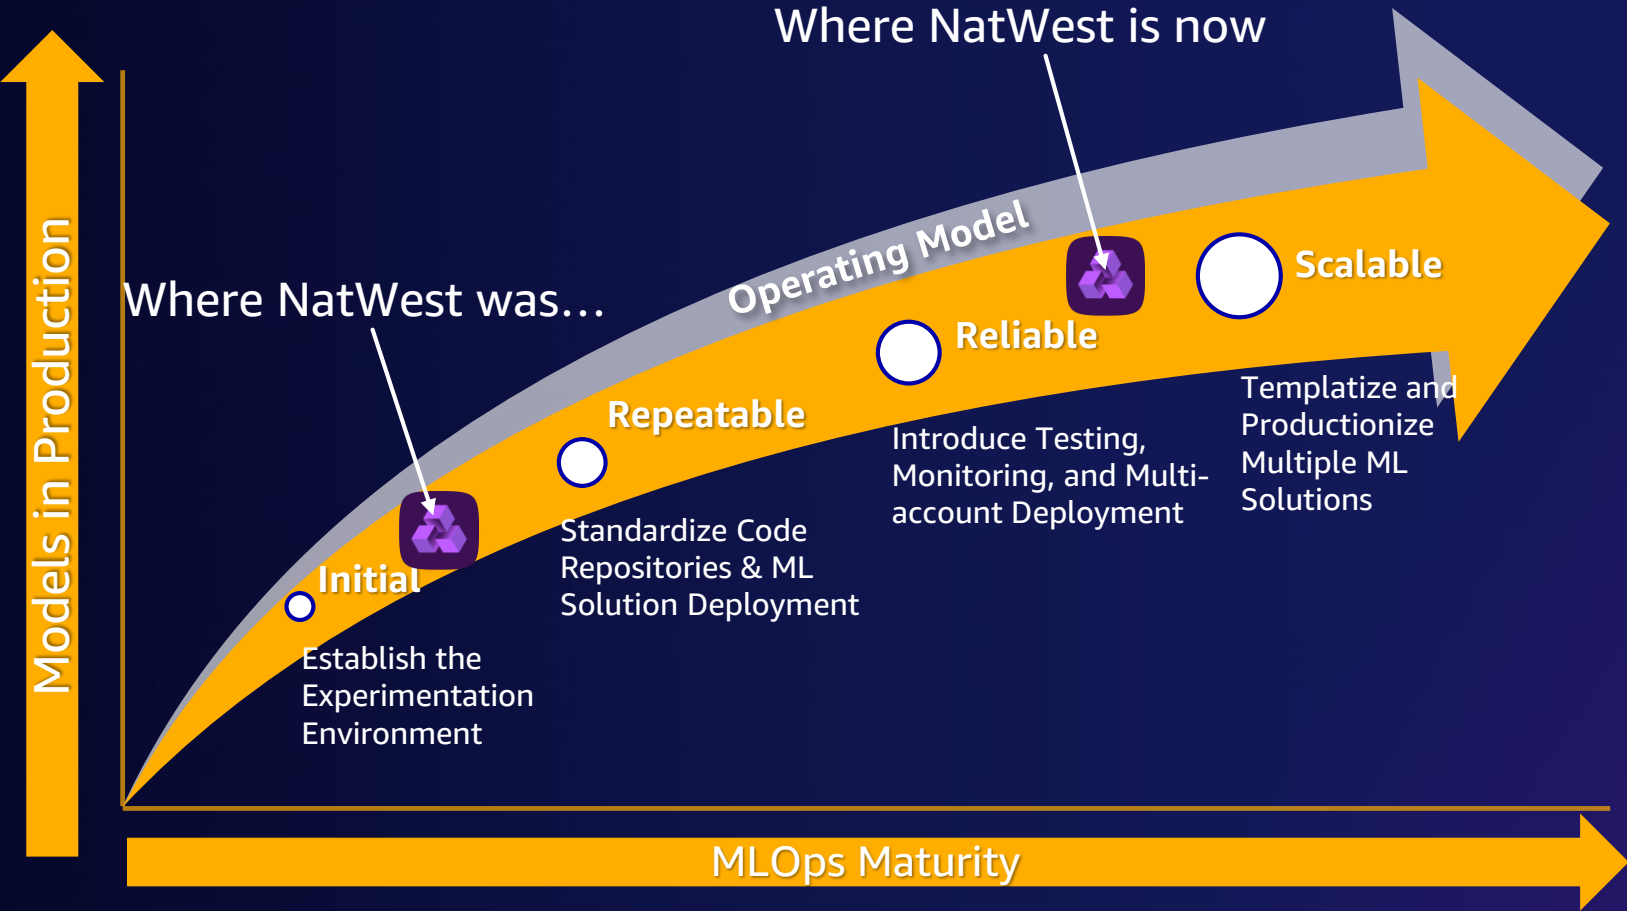 Where NatWest is now
Where NatWest was...
Operating Model
Models in Production
Scalable
Templatize and
Productionize
Multiple ML
Solutions
Reliable
Introduce Testing,
Monitoring, and Multi-
account Deployment
Repeatable
Standardize Code
Repositories & ML
Solution Deployment
Initial
Establish the
Experimentation
Environment
MLOps Maturity